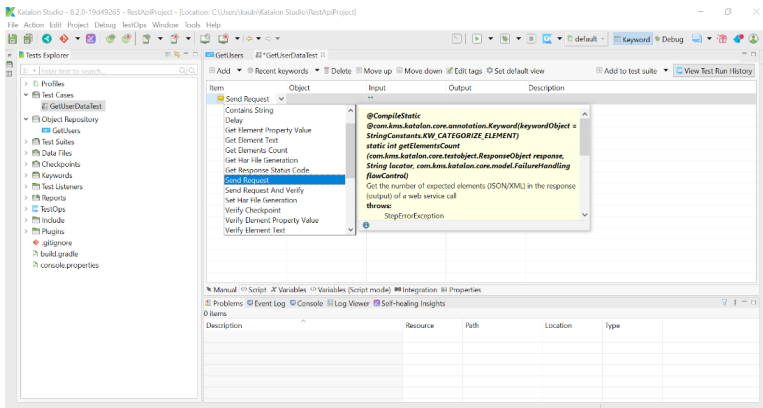 Katalon Studio - 8.2.0-19d49265 - RestApiProject - [Location: C:\Users\kauln\Katalon Studio\RestApiProject]
File Action Edit Project Debug TestOps Window Tools Help
default Keyword Debug
Tests Explorer
Enter text to search...
Profiles
Test Cases
GetUserDataTest
Object Repository
GetUsers
Test Suites
Data Files
Checkpoints
Keywords
Test Listeners
Reports
TestOps
Include
Plugins
.gitignore
build.gradle
console.properties
GetUsers *GetUserDataTest
Add Recent keywords Delete Move up Move down Edit tags Set default view Add to test suite View Test Run History
Item Object Input Output Description
Send Request ""
Contains String
Delay
Get Element Property Value
Get Element Text
Get Elements Count
Get Har File Generation
Get Response Status Code
Send Request
Send Request And Verify
Set Har File Generation
Verify Checkpoint
Verify Element Property Value
Verify Element Text
@CompileStatic
@com.kms.katalon.core.annotation.Keyword(keywordObject =
StringConstants.KW_CATEGORIZE_ELEMENT)
static int getElementsCount
(com.kms.katalon.core.testobject.ResponseObject response,
String locator, com.kms.katalon.core.model.FailureHandling
flowControl)
Get the number of expected elements (JSON/XML) in the response
(output) of a web service call
throws:
StepErrorException
Manual Script Variables Variables (Script mode) Integration Properties
Problems Event Log Console Log Viewer Self-healing Insights
0 items
Description Resource Path Location Type